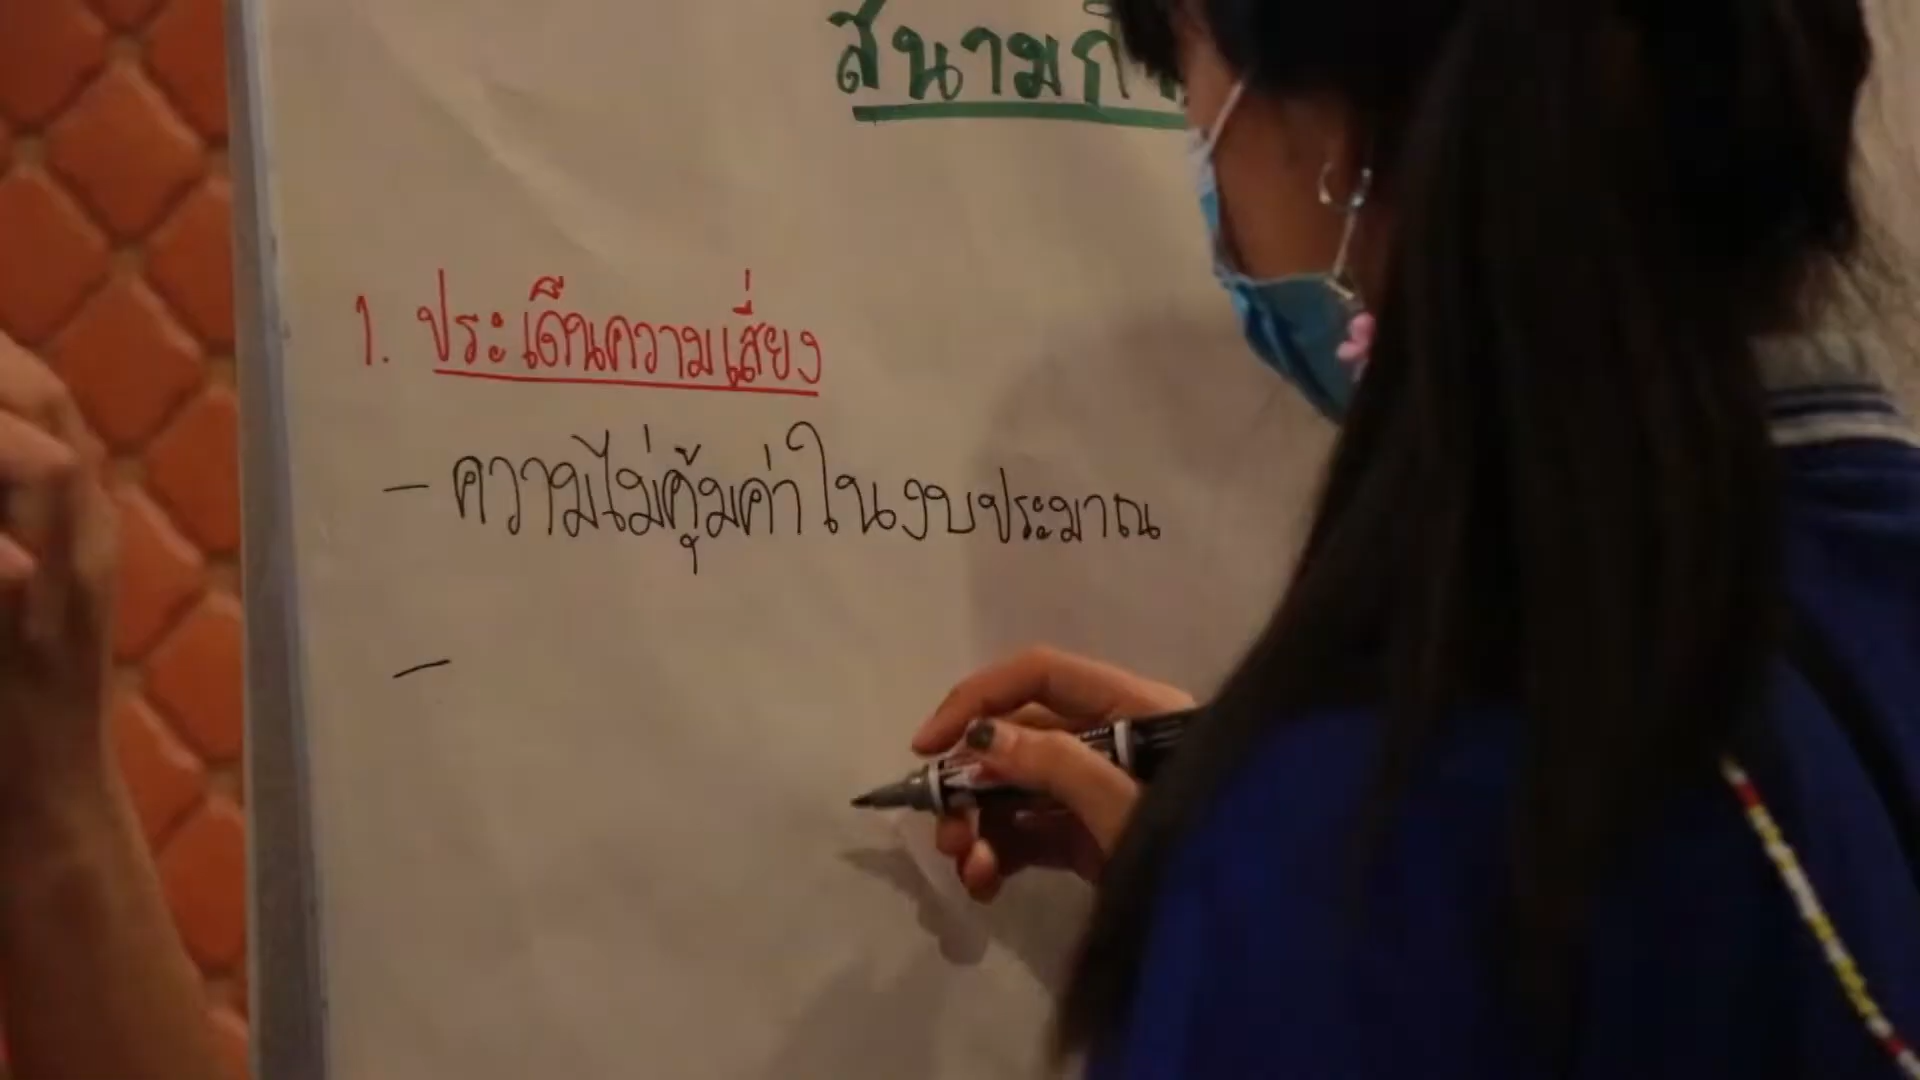 สนาม
1. ประเด็นความเสี่ยง
- ความไม่คุ้มค่าในงบประมาณ
-